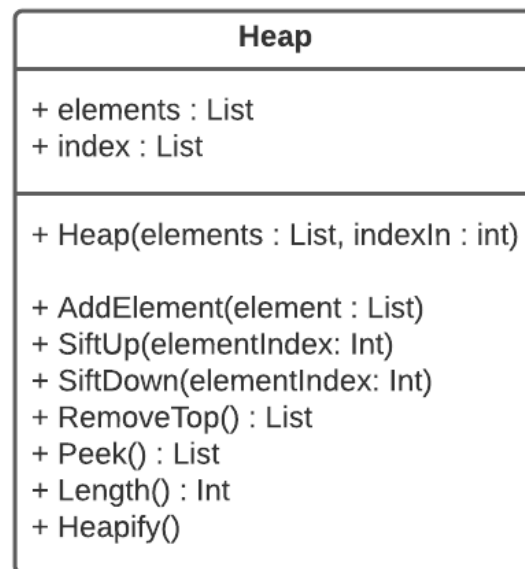 Heap
+ elements : List
+ index : List
+ Heap(elements : List, indexIn : int)
+ AddElement(element : List)
+ SiftUp(elementIndex: Int)
+ SiftDown(elementIndex: Int)
+ RemoveTop() : List
+ Peek() : List
+ Length() : Int
+ Heapify()